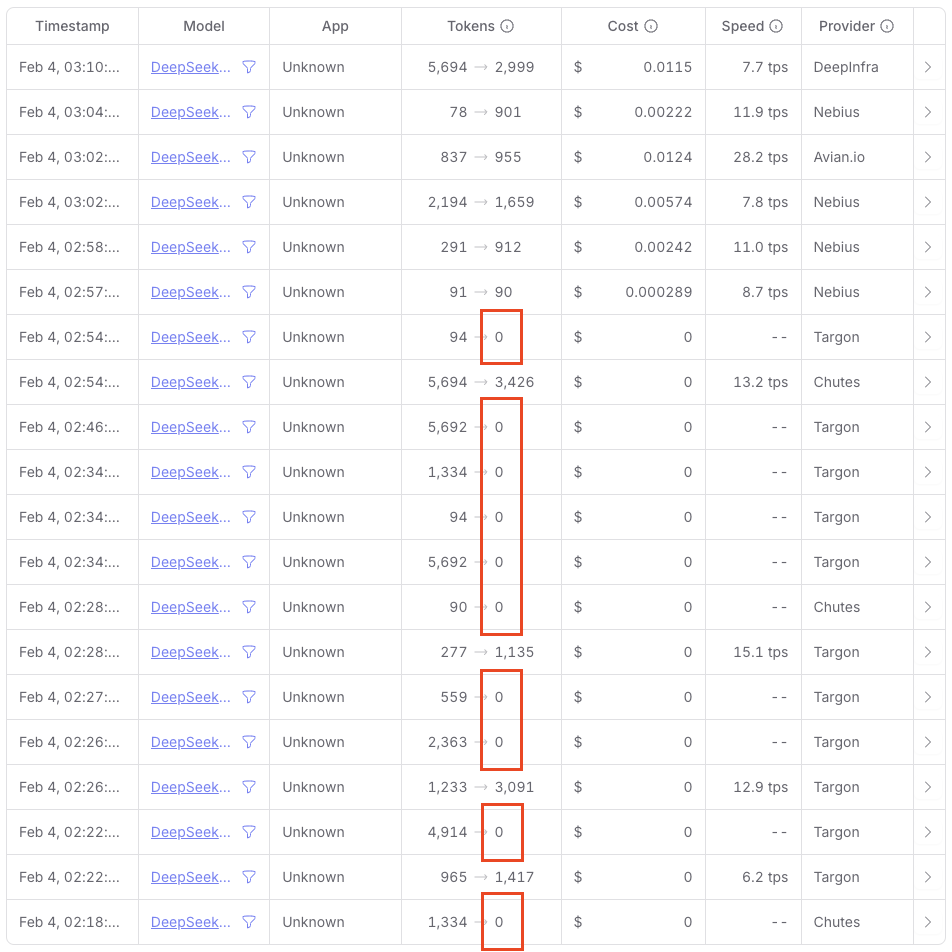 Timestamp Model App Tokens Cost Speed Provider
Feb 4, 03:10:... DeepSeek... Unknown 5,694 → 2,999 $ 0.0115 7.7 tps DeepInfra
Feb 4, 03:04:... DeepSeek... Unknown 78 → 901 $ 0.00222 11.9 tps Nebius
Feb 4, 03:02:... DeepSeek... Unknown 837 → 955 $ 0.0124 28.2 tps Avian.io
Feb 4, 03:02:... DeepSeek... Unknown 2,194 → 1,659 $ 0.00574 7.8 tps Nebius
Feb 4, 02:58:... DeepSeek... Unknown 291 → 912 $ 0.00242 11.0 tps Nebius
Feb 4, 02:57:... DeepSeek... Unknown 91 → 90 $ 0.000289 8.7 tps Nebius
Feb 4, 02:54:... DeepSeek... Unknown 94 → 0 $ 0 -- Targon
Feb 4, 02:54:... DeepSeek... Unknown 5,694 → 3,426 $ 0 13.2 tps Chutes
Feb 4, 02:46:... DeepSeek... Unknown 5,692 → 0 $ 0 -- Targon
Feb 4, 02:34:... DeepSeek... Unknown 1,334 → 0 $ 0 -- Targon
Feb 4, 02:34:... DeepSeek... Unknown 94 → 0 $ 0 -- Targon
Feb 4, 02:34:... DeepSeek... Unknown 5,692 → 0 $ 0 -- Targon
Feb 4, 02:28:... DeepSeek... Unknown 90 → 0 $ 0 -- Chutes
Feb 4, 02:28:... DeepSeek... Unknown 277 → 1,135 $ 0 15.1 tps Targon
Feb 4, 02:27:... DeepSeek... Unknown 559 → 0 $ 0 -- Targon
Feb 4, 02:26:... DeepSeek... Unknown 2,363 → 0 $ 0 -- Targon
Feb 4, 02:26:... DeepSeek... Unknown 1,233 → 3,091 $ 0 12.9 tps Targon
Feb 4, 02:22:... DeepSeek... Unknown 4,914 → 0 $ 0 -- Targon
Feb 4, 02:22:... DeepSeek... Unknown 965 → 1,417 $ 0 6.2 tps Targon
Feb 4, 02:18:... DeepSeek... Unknown 1,334 → 0 $ 0 -- Chutes